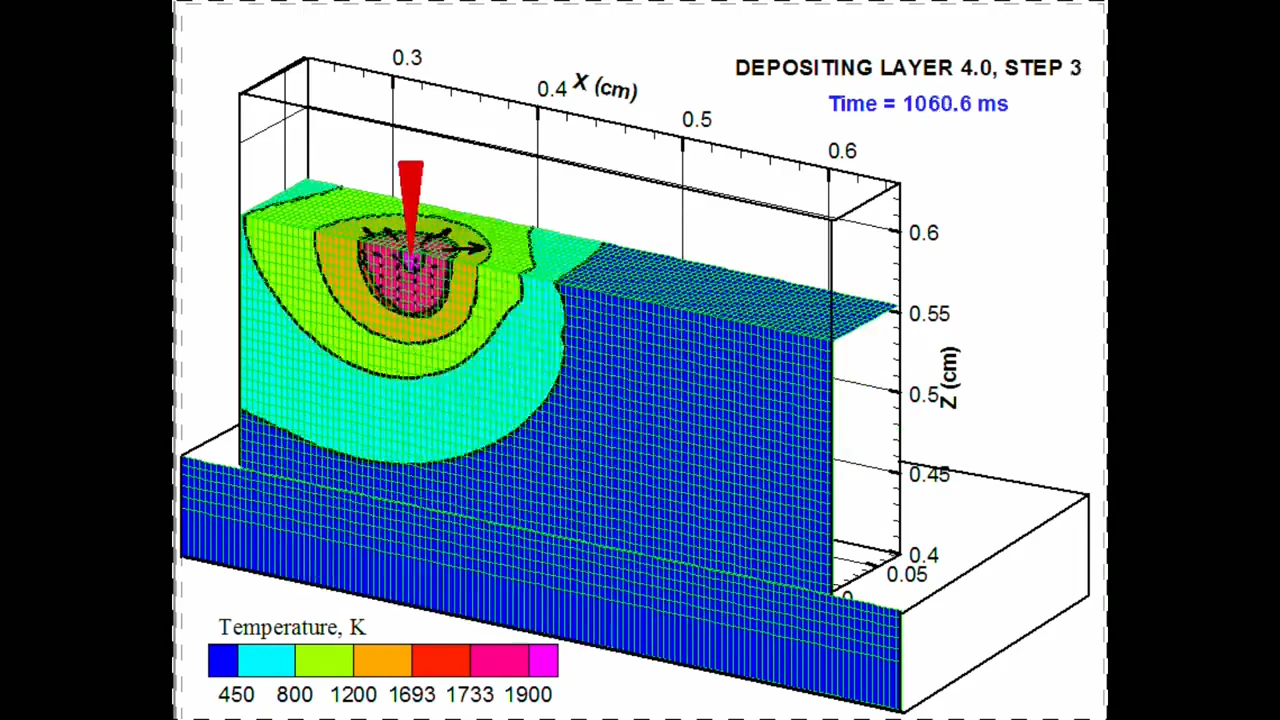 DEPOSITING LAYER 4.0, STEP 3
Time = 1060.6 ms
0.3
0.4
X (cm)
0.5
0.6
0.6
0.55
0.5
0.45
0.4
Z (cm)
0.05
0
Temperature, K
450 800 1200 1693 1733 1900